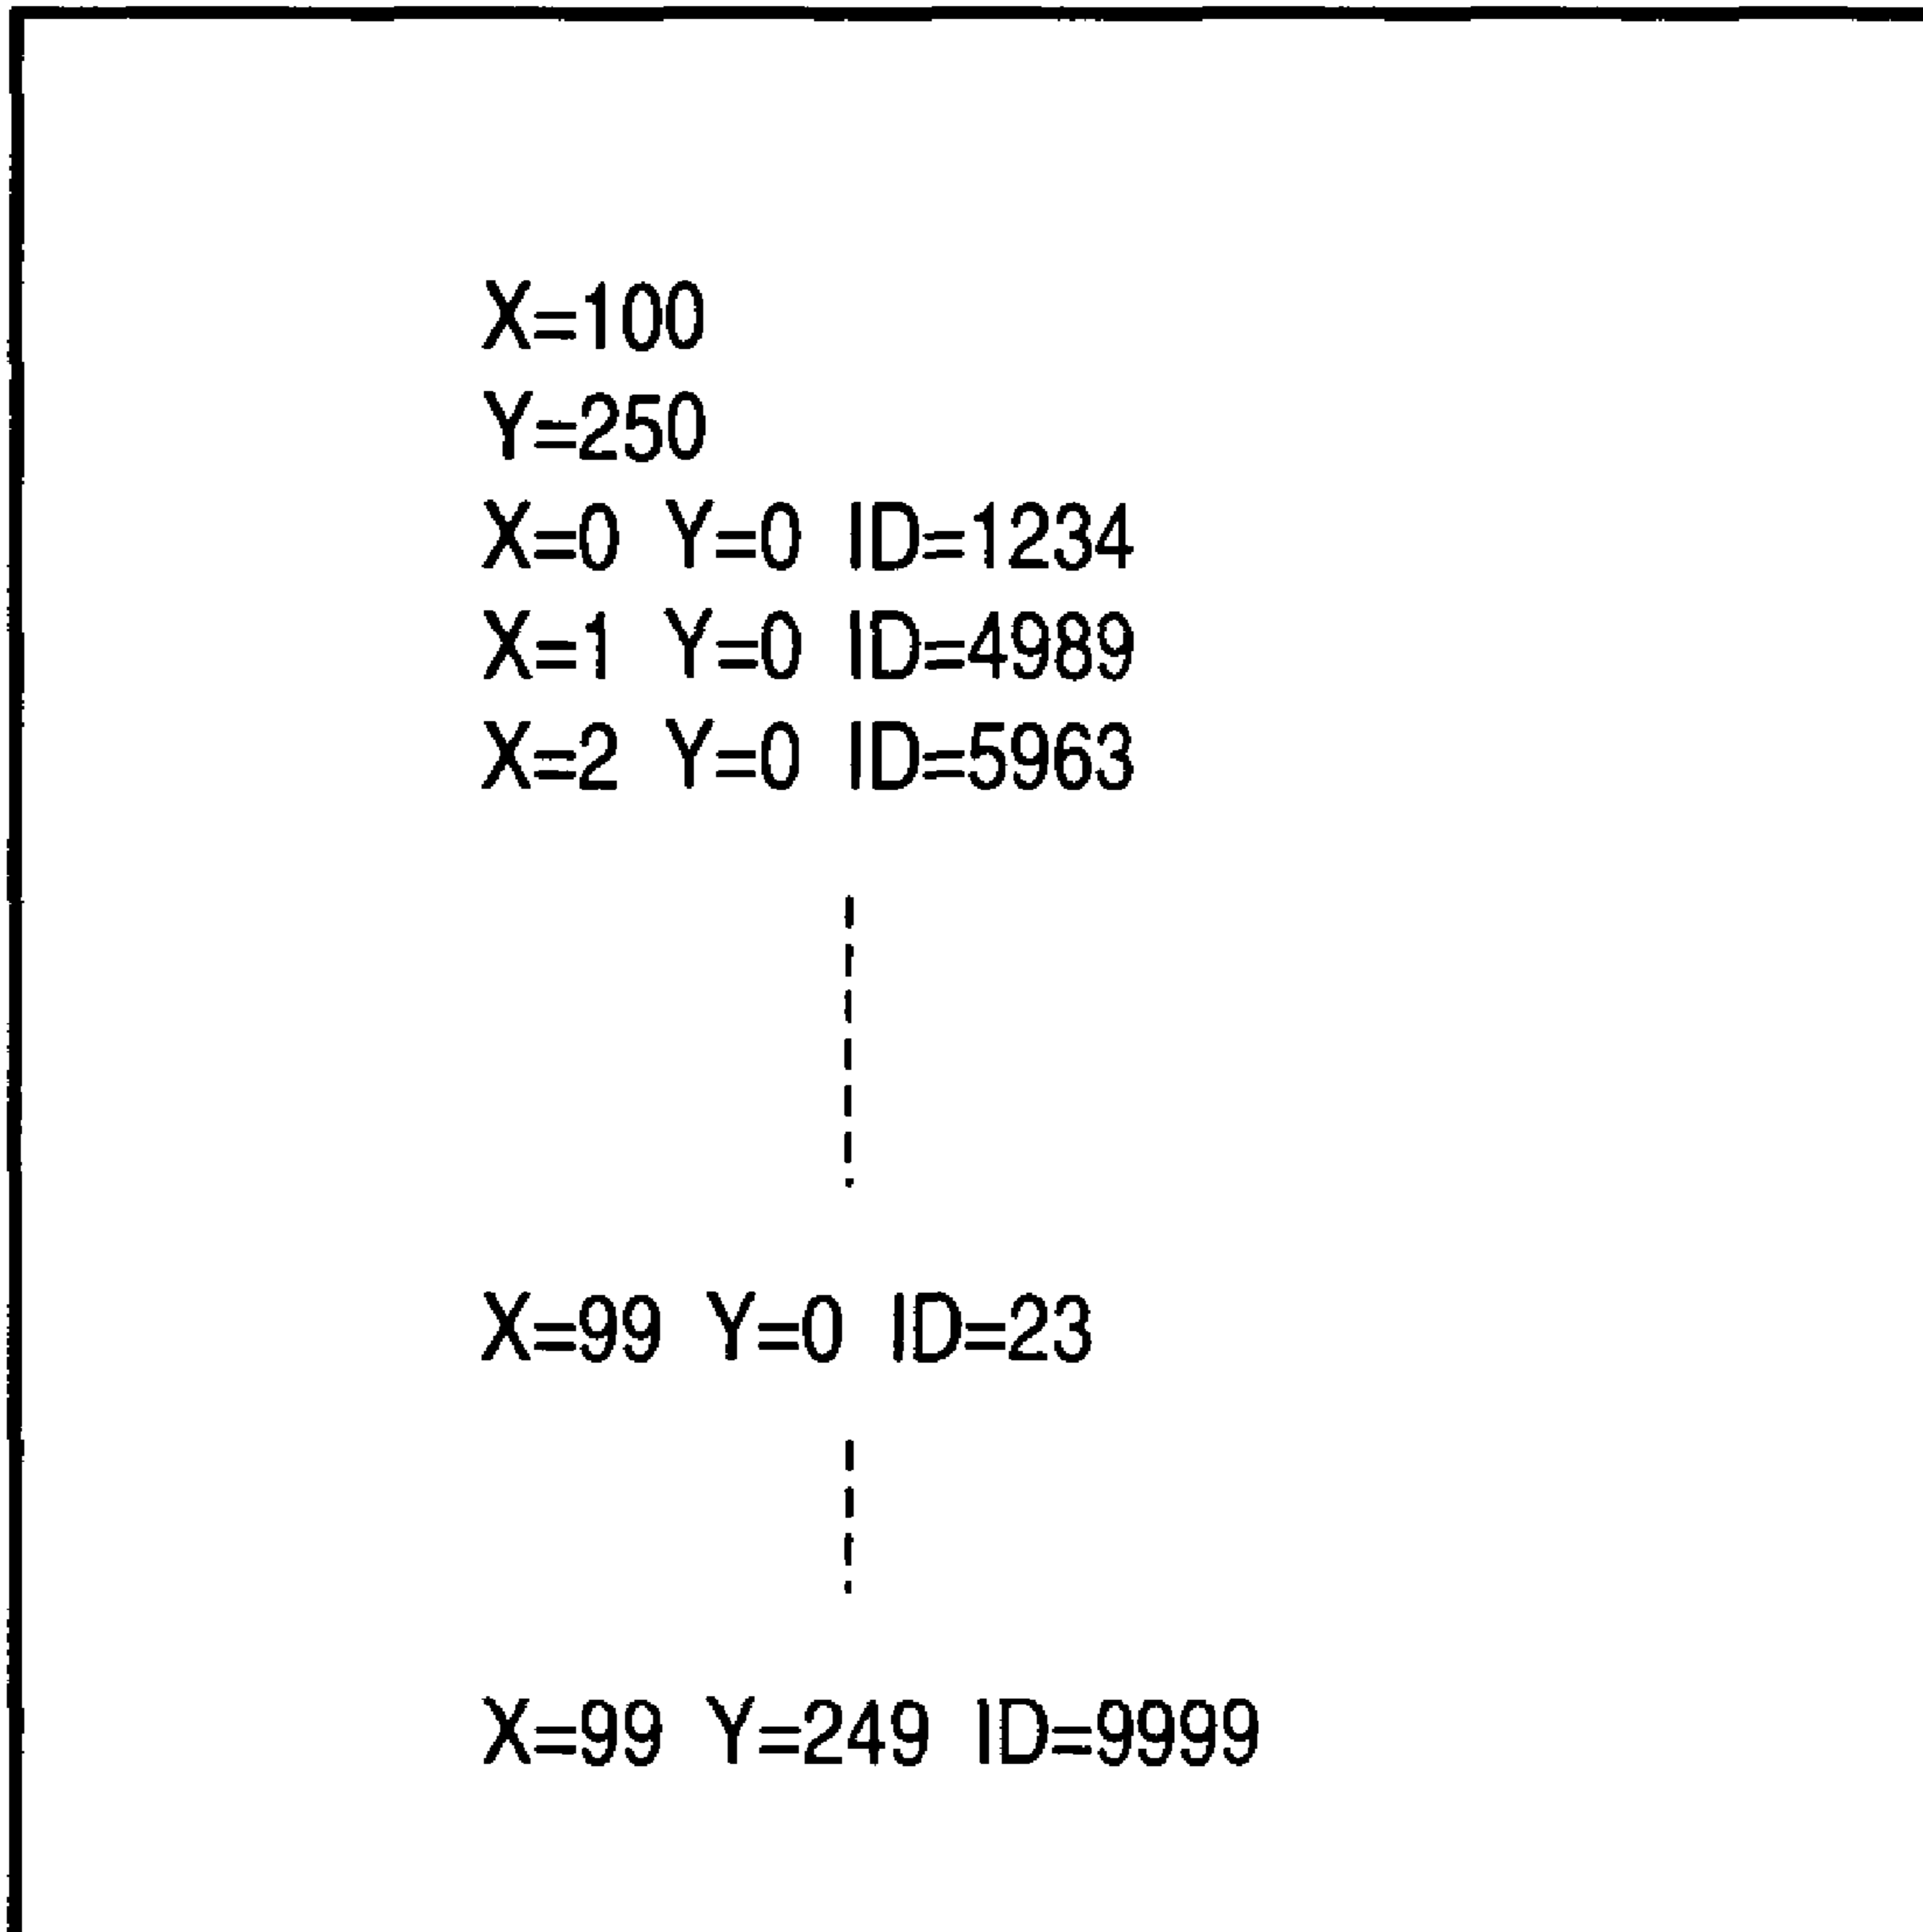 X=100
Y=250
X=0 Y=0 ID=1234
X=1 Y=0 ID=4989
X=2 Y=0 ID=5963
X=99 Y=0 ID=23
X=99 Y=249 ID=9999